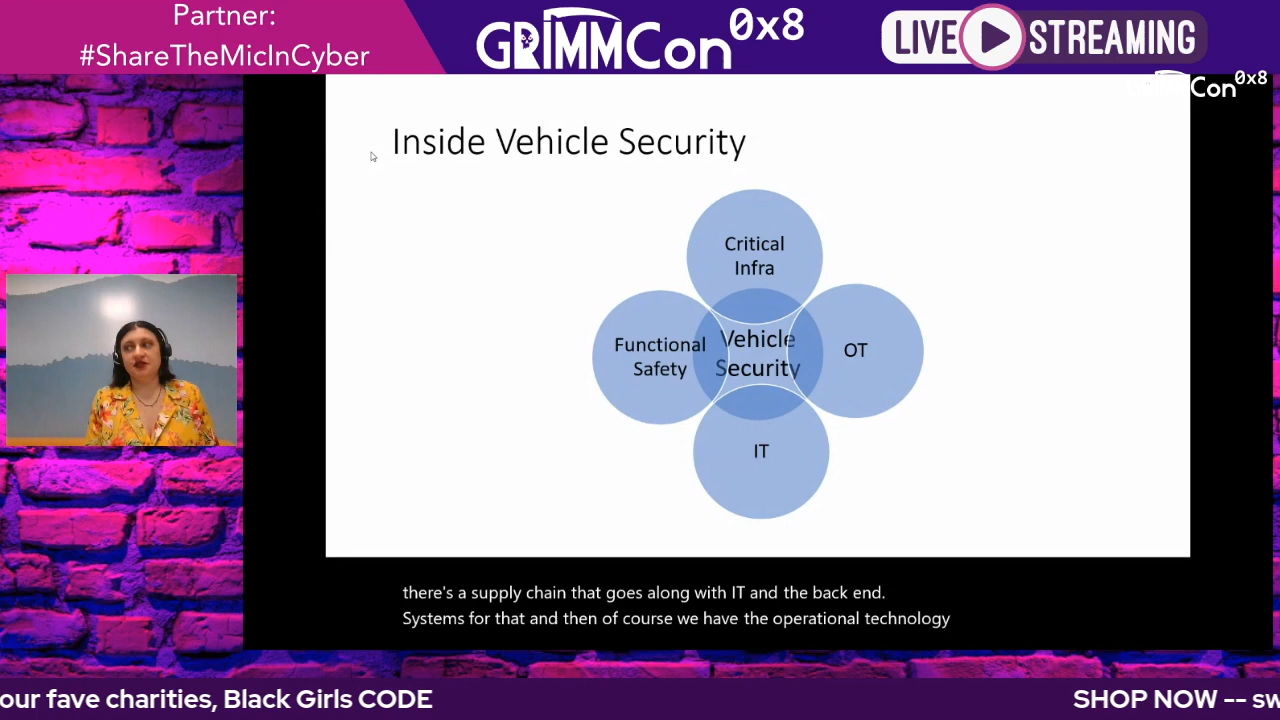 Partner:
#ShareTheMicInCyber
GRIMMCon 0x8
LIVE STREAMING
Con 0x8
Inside Vehicle Security
Critical
Infra
Functional
Safety
Vehicle
Security
OT
IT
there's a supply chain that goes along with IT and the back end.
Systems for that and then of course we have the operational technology
our fave charities, Black Girls CODE
SHOP NOW -- sw